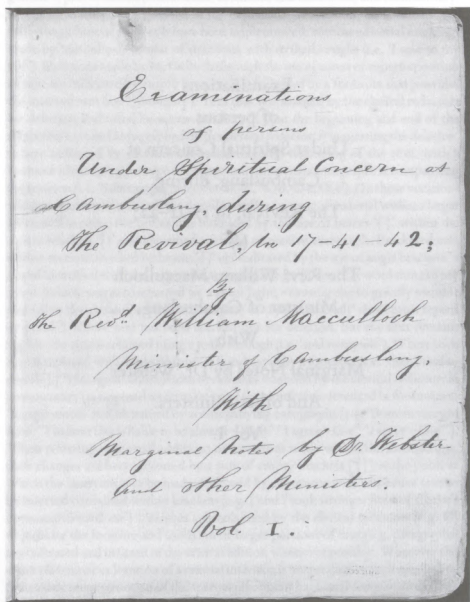 Examinations
of persons
Under Spiritual Concern at
Cambuslang, during
The Revival, in 17-41-42;
By
The Revd. William Macculloch
Minister of Cambuslang,
With
Marginal Notes by Dr. Webster
and other Ministers.
Vol. I.